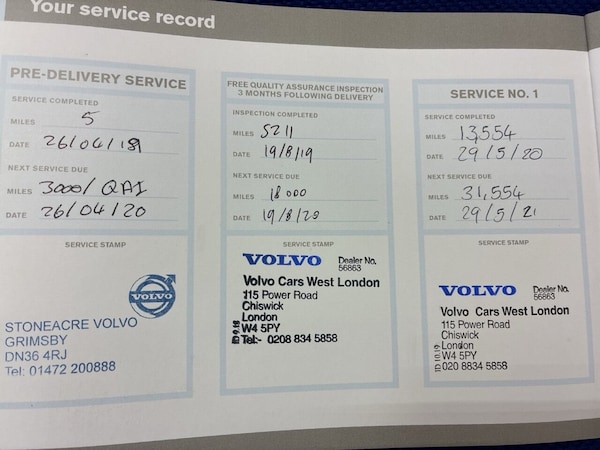 Your service record
PRE-DELIVERY SERVICE
SERVICE COMPLETED
MILES 5
DATE 26/04/19
NEXT SERVICE DUE
MILES 3000/ QAI
DATE 26/04/20
SERVICE STAMP
VOLVO
STONEACRE VOLVO
GRIMSBY
DN36 4RJ
Tel: 01472 200888
FREE QUALITY ASSURANCE INSPECTION
3 MONTHS FOLLOWING DELIVERY
INSPECTION COMPLETED
MILES 5211
DATE 19/8/19
NEXT SERVICE DUE
MILES 18000
DATE 19/8/20
SERVICE STAMP
VOLVO Dealer No.
56863
Volvo Cars West London
115 Power Road
Chiswick
London
W4 5PY
Tel:- 0208 834 5858
SERVICE NO. 1
SERVICE COMPLETED
MILES 13,554
DATE 29/5/20
NEXT SERVICE DUE
MILES 31,554
DATE 29/5/21
SERVICE STAMP
VOLVO Dealer No.
56863
Volvo Cars West London
115 Power Road
Chiswick
London
W4 5PY
020 8834 5858